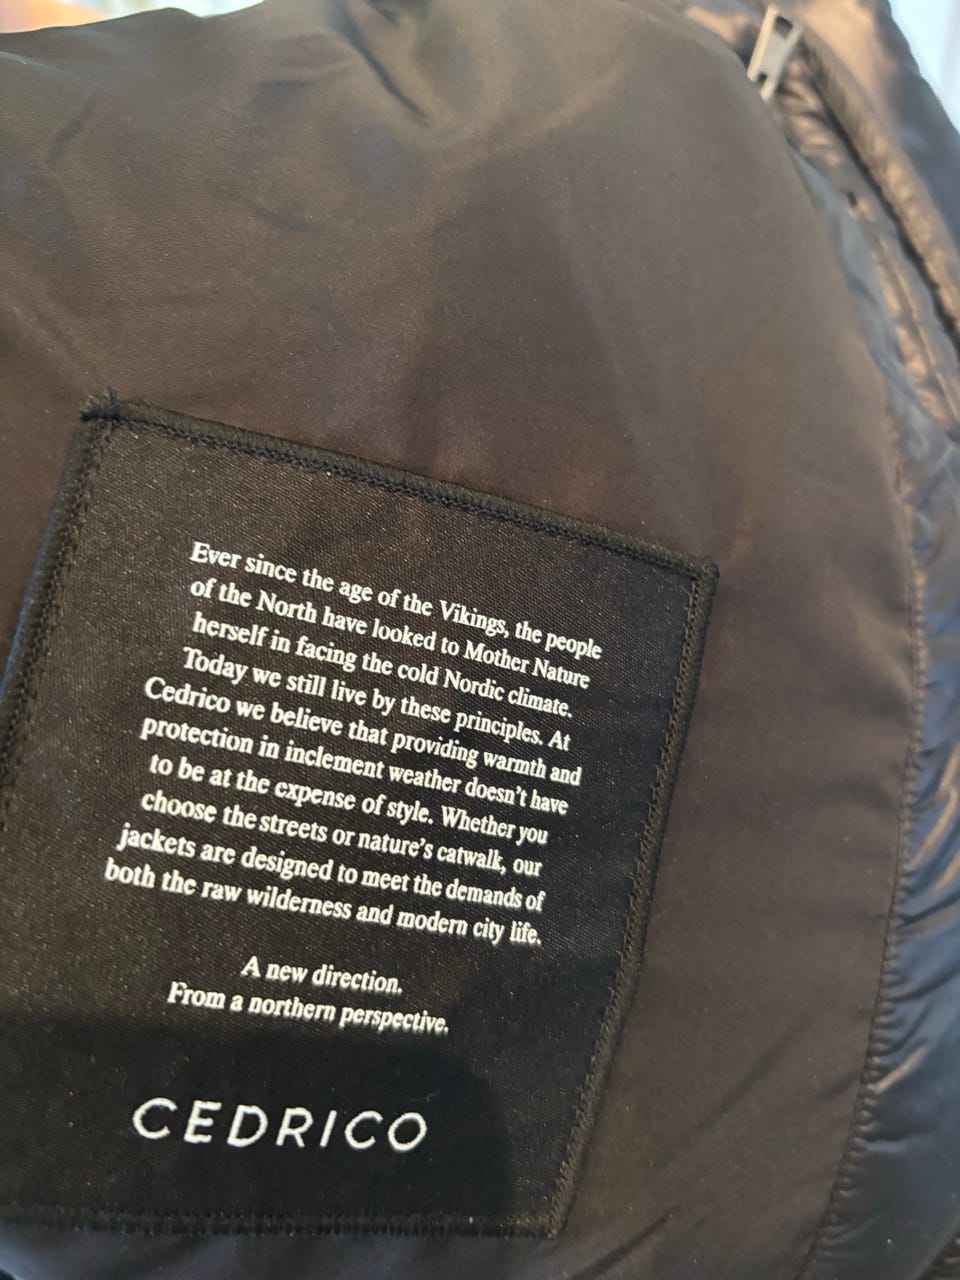 Ever since the age of the Vikings, the people
of the North have looked to Mother Nature
herself in facing the cold Nordic climate.
Today we still live by these principles. At
Cedrico we believe that providing warmth and
protection in inclement weather doesn't have
to be at the expense of style. Whether you
choose the streets or nature's catwalk, our
jackets are designed to meet the demands of
both the raw wilderness and modern city life.
A new direction.
From a northern perspective.
CEDRICO